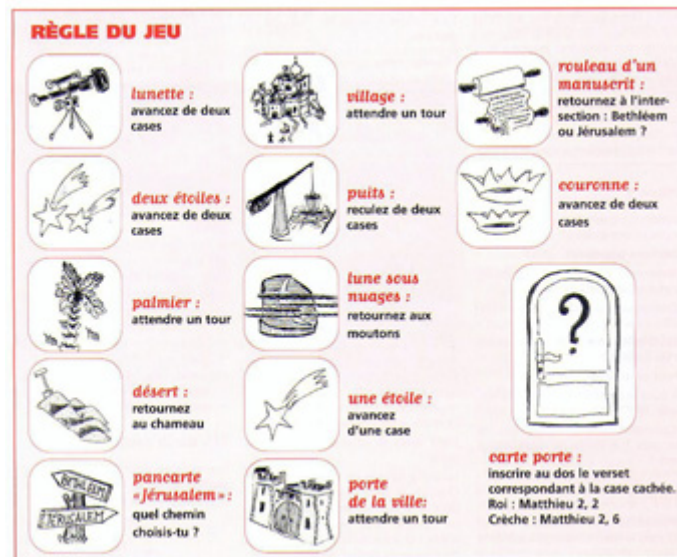 RÈGLE DU JEU
lunette :
avancez de deux
cases
deux étoiles :
avancez de deux
cases
palmier :
attendre un tour
désert :
retournez
au chameau
BETHLÉEM
JÉRUSALEM
pancarte
«Jérusalem» :
quel chemin
choisis-tu ?
village :
attendre un tour
puits :
reculez de deux
cases
lune sous
nuages :
retournez aux
moutons
une étoile :
avancez
d'une case
porte
de la ville:
attendre un tour
rouleau d'un
manuscrit :
retournez à l'inter-
section : Bethléem
ou Jérusalem ?
couronne :
avancez de deux
cases
?
carte porte :
inscrire au dos le verset
correspondant à la case cachée.
Roi : Matthieu 2, 2
Crèche : Matthieu 2, 6